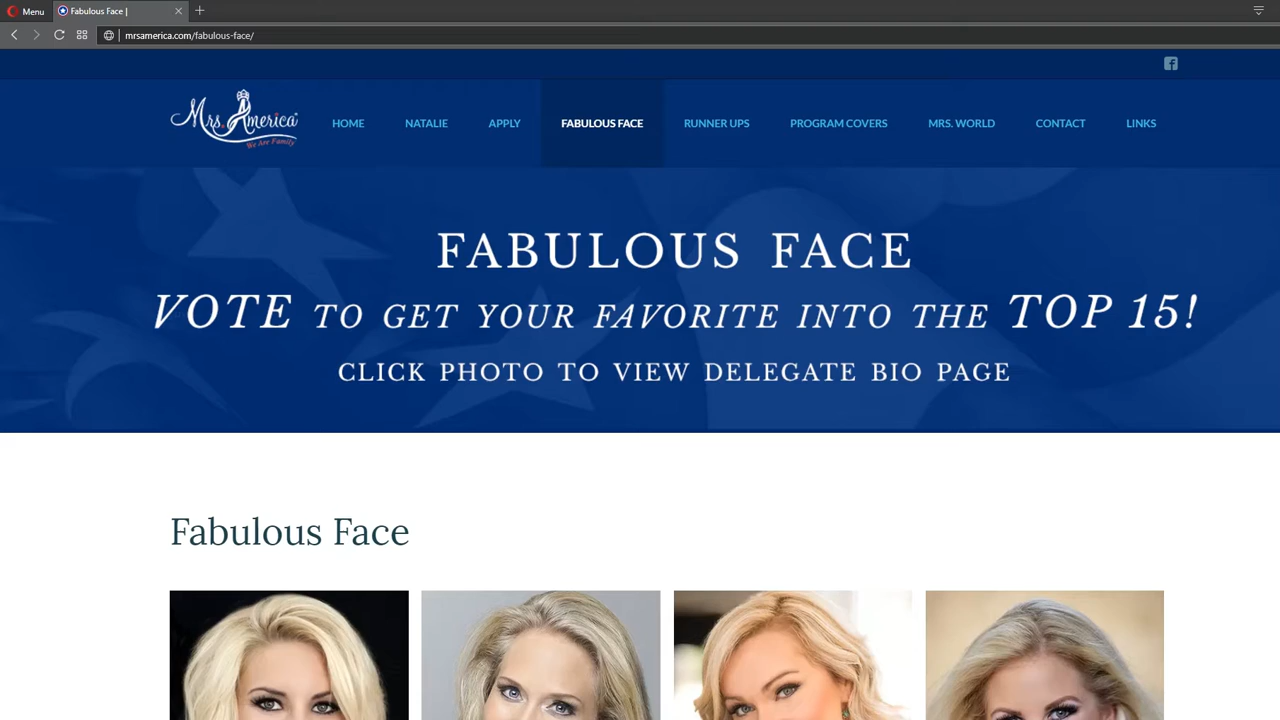 Menu
Fabulous Face |
mrsamerica.com/fabulous-face/
Mrs. America
We Are Family
HOME NATALIE APPLY FABULOUS FACE RUNNER UPS PROGRAM COVERS MRS. WORLD CONTACT LINKS
FABULOUS FACE
VOTE TO GET YOUR FAVORITE INTO THE TOP 15!
CLICK PHOTO TO VIEW DELEGATE BIO PAGE
Fabulous Face